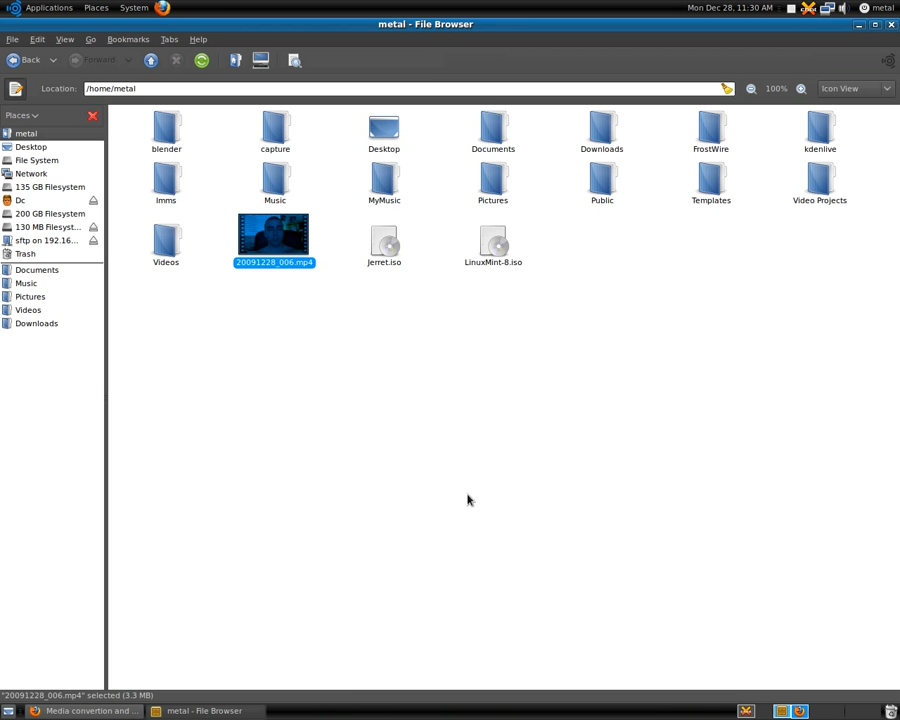 Applications Places System Mon Dec 28, 11:30 AM metal
metal - File Browser
File Edit View Go Bookmarks Tabs Help
Back Forward
Location: /home/metal 100% Icon View
Places
metal
Desktop
File System
Network
135 GB Filesystem
Dc
200 GB Filesystem
130 MB Filesyst...
sftp on 192.16...
Trash
Documents
Music
Pictures
Videos
Downloads
blender capture Desktop Documents Downloads FrostWire kdenlive
lmms Music MyMusic Pictures Public Templates Video Projects
Videos 20091228_006.mp4 Jerret.iso LinuxMint-8.iso
"20091228_006.mp4" selected (3.3 MB)
Media convertion and ... metal - File Browser